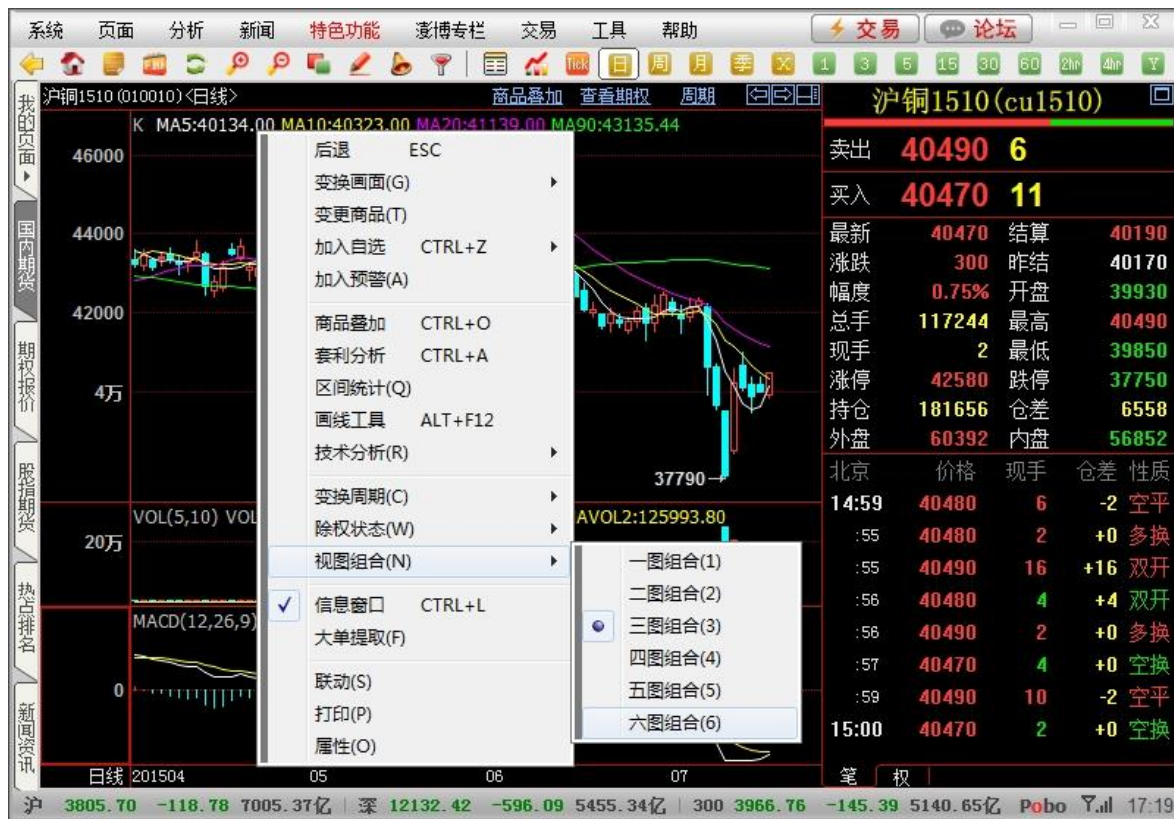 系统 页面 分析 新闻 特色功能 澎博专栏 交易 工具 帮助 交易 论坛
Tick 日 周 月 季 X 1 3 5 15 30 60 2hr 4hr Y
我的页面
国内期货
期权报价
股指期货
热点排名
新闻资讯
沪铜1510(010010)<日线> 商品叠加 查看期权 周期
K MA5:40134.00 MA10:40323.00 MA20:41139.00 MA90:43135.44
46000
44000
42000
4万
37790
VOL(5,10) VOL AVOL2:125993.80
20万
MACD(12,26,9)
0
日线 201504 05 06 07
后退 ESC
变换画面(G)
变更商品(T)
加入自选 CTRL+Z
加入预警(A)
商品叠加 CTRL+O
套利分析 CTRL+A
区间统计(Q)
画线工具 ALT+F12
技术分析(R)
变换周期(C)
除权状态(W)
视图组合(N)
信息窗口 CTRL+L
大单提取(F)
联动(S)
打印(P)
属性(O)
一图组合(1)
二图组合(2)
三图组合(3)
四图组合(4)
五图组合(5)
六图组合(6)
沪铜1510(cu1510)
卖出 40490 6
买入 40470 11
最新 40470 结算 40190
涨跌 300 昨结 40170
幅度 0.75% 开盘 39930
总手 117244 最高 40490
现手 2 最低 39850
涨停 42580 跌停 37750
持仓 181656 仓差 6558
外盘 60392 内盘 56852
北京 价格 现手 仓差 性质
14:59 40480 6 -2 空平
:55 40480 2 +0 多换
:55 40490 16 +16 双开
:56 40480 4 +4 双开
:56 40490 2 +0 多换
:57 40470 4 +0 空换
:59 40490 10 -2 空平
15:00 40470 2 +0 空换
笔 权
沪 3805.70 -118.78 7005.37亿 深 12132.42 -596.09 5455.34亿 300 3966.76 -145.39 5140.65亿 Pobo 17:19